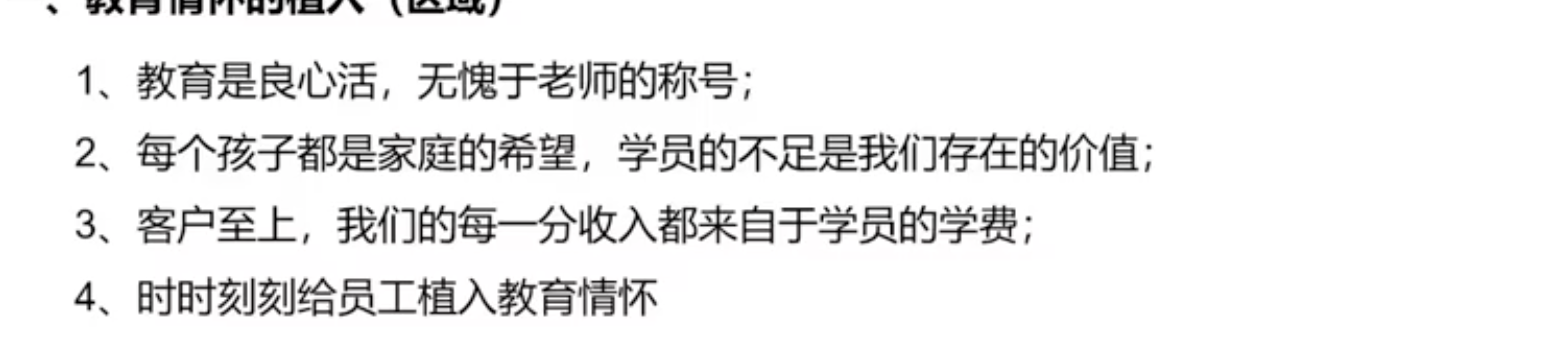 、教育情怀的植入（区域）
1、教育是良心活，无愧于老师的称号；
2、每个孩子都是家庭的希望，学员的不足是我们存在的价值；
3、客户至上，我们的每一分收入都来自于学员的学费；
4、时时刻刻给员工植入教育情怀